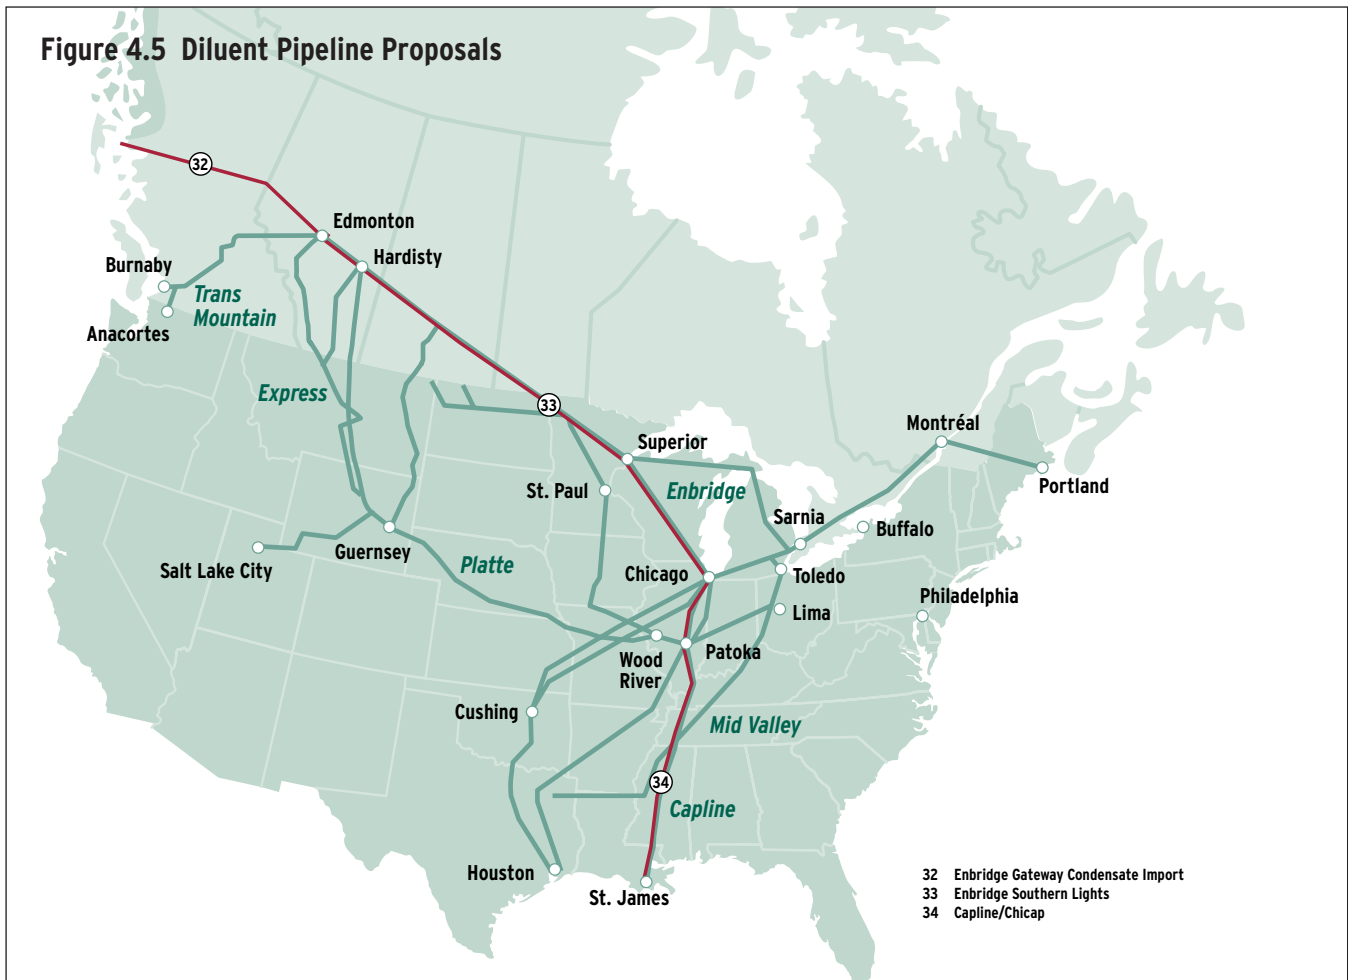 Figure 4.5 Diluent Pipeline Proposals
32
Edmonton
Hardisty
Burnaby
Trans
Mountain
Anacortes
Express
33
Superior
Montréal
St. Paul
Enbridge
Portland
Sarnia
Buffalo
Guernsey
Platte
Salt Lake City
Chicago
Toledo
Philadelphia
Lima
Wood
River
Patoka
Cushing
Mid Valley
34
Capline
Houston
St. James
32 Enbridge Gateway Condensate Import
33 Enbridge Southern Lights
34 Capline/Chicap